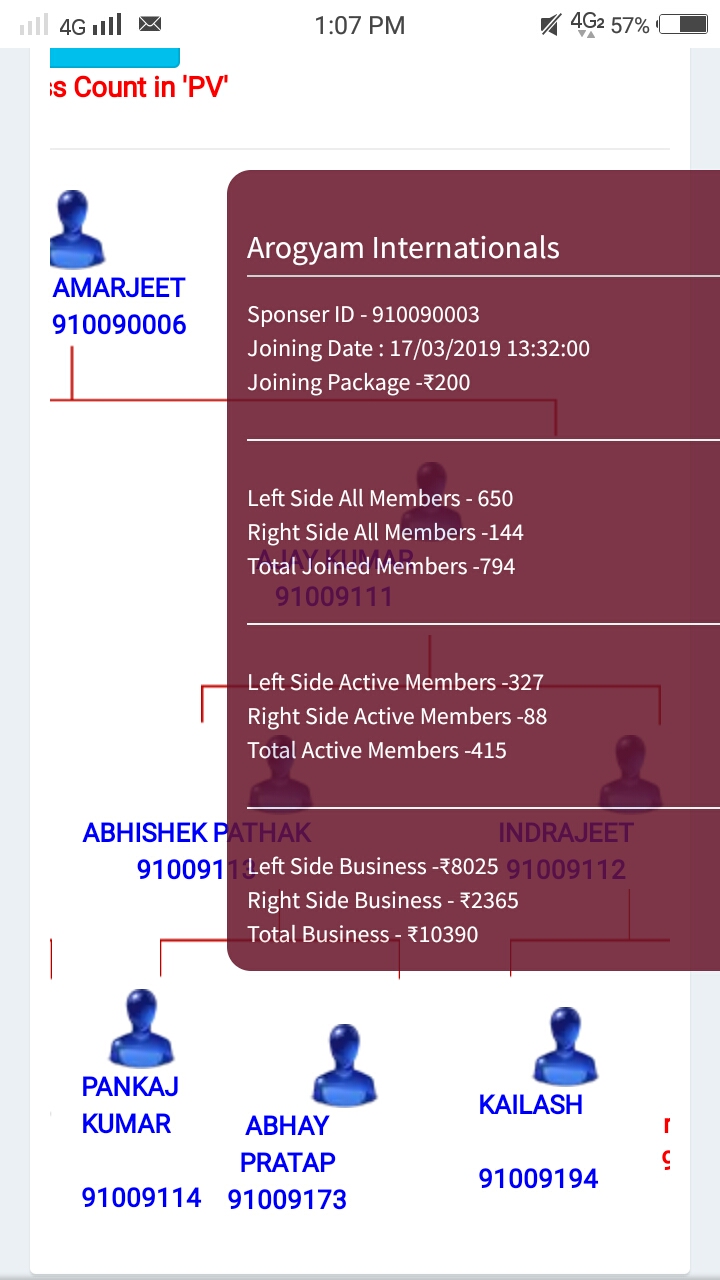 4G 1:07 PM 4G2 57%
ss Count in 'PV'
AMARJEET
910090006
Arogyam Internationals
Sponser ID - 910090003
Joining Date : 17/03/2019 13:32:00
Joining Package -₹200
Left Side All Members - 650
Right Side All Members -144
AJAY KUMAR
Total Joined Members -794
91009111
Left Side Active Members -327
Right Side Active Members -88
Total Active Members -415
ABHISHEK PATHAK
INDRAJEET
91009113
91009112
Left Side Business -₹8025
Right Side Business - ₹2365
Total Business - ₹10390
PANKAJ
KUMAR
91009114
ABHAY
PRATAP
91009173
KAILASH
91009194